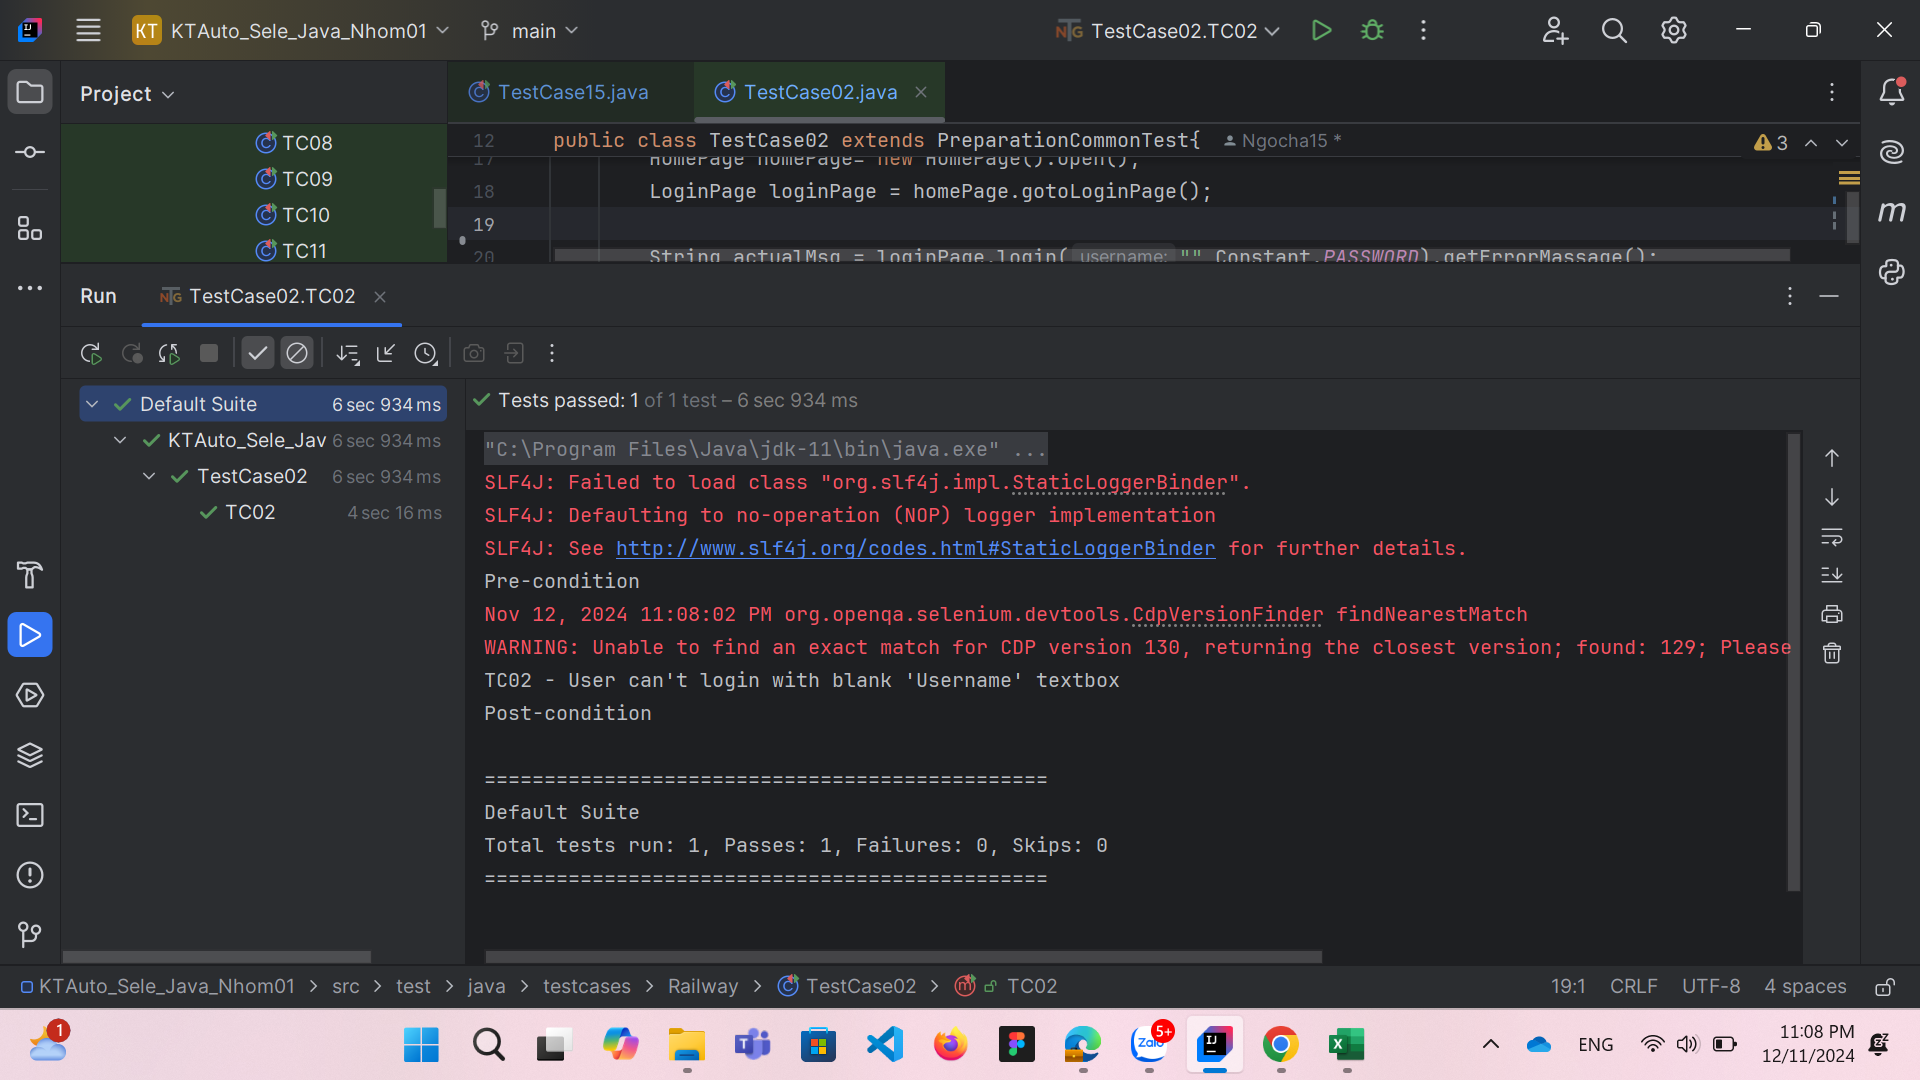 KT KTAuto_Sele_Java_Nhom01 main TestCase02.TC02
Project
TestCase15.java TestCase02.java
TC08
TC09
TC10
TC11
12 public class TestCase02 extends PreparationCommonTest{ Ngocha15 * 3
17 HomePage homePage= new HomePage().open();
18 LoginPage loginPage = homePage.gotoLoginPage();
19
20 String actualMsg = loginPage.login( username: "" Constant.PASSWORD).getErrorMassage();
Run TestCase02.TC02
Default Suite 6 sec 934 ms
KTAuto_Sele_Jav 6 sec 934 ms
TestCase02 6 sec 934 ms
TC02 4 sec 16 ms
Tests passed: 1 of 1 test – 6 sec 934 ms
"C:\Program Files\Java\jdk-11\bin\java.exe" ...
SLF4J: Failed to load class "org.slf4j.impl.StaticLoggerBinder".
SLF4J: Defaulting to no-operation (NOP) logger implementation
SLF4J: See http://www.slf4j.org/codes.html#StaticLoggerBinder for further details.
Pre-condition
Nov 12, 2024 11:08:02 PM org.openqa.selenium.devtools.CdpVersionFinder findNearestMatch
WARNING: Unable to find an exact match for CDP version 130, returning the closest version; found: 129; Please
TC02 - User can't login with blank 'Username' textbox
Post-condition
===============================================
Default Suite
Total tests run: 1, Passes: 1, Failures: 0, Skips: 0
===============================================
KTAuto_Sele_Java_Nhom01 > src > test > java > testcases > Railway > TestCase02 > TC02
19:1 CRLF UTF-8 4 spaces
1
5+
Zalo
ENG
11:08 PM
12/11/2024